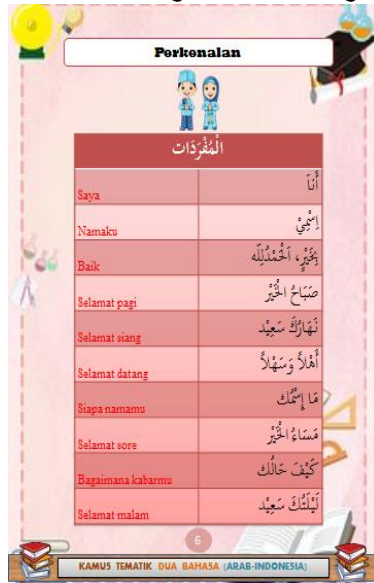 Perkenalan
الْمُفْرَدَات
Saya أَنَا
Namaku إِسْمِيْ
Baik بِخَيْرٍ، اَلْحَمْدُلِلَّه
Selamat pagi صَبَاحُ الْخَيْر
Selamat siang نَهَارُكَ سَعِيْد
Selamat datang أَهْلاً وَسَهْلاً
Siapa namamu مَا إِسْمُك
Selamat sore مَسَاءُ الْخَيْر
Bagaimana kabarmu كَيْفَ حَالُك
Selamat malam لَيْلَتُكَ سَعِيْد
6
KAMUS TEMATIK DUA BAHASA (ARAB-INDONESIA)